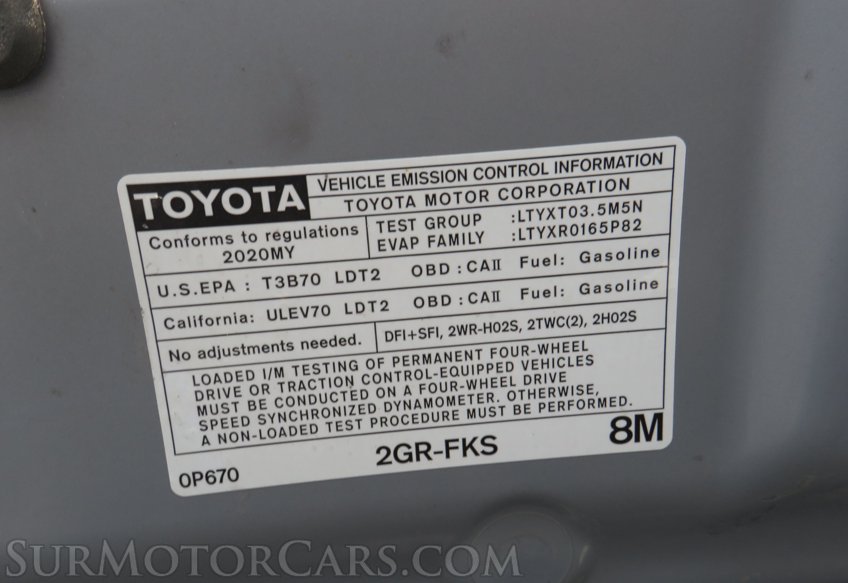 TOYOTA
VEHICLE EMISSION CONTROL INFORMATION
TOYOTA MOTOR CORPORATION
Conforms to regulations
2020MY
TEST GROUP :LTYXT03.5M5N
EVAP FAMILY :LTYXR0165P82
U.S.EPA : T3B70 LDT2 OBD : CAII Fuel: Gasoline
California: ULEV70 LDT2 OBD : CAII Fuel: Gasoline
No adjustments needed.
DFI+SFI, 2WR-HO2S, 2TWC(2), 2HO2S
LOADED I/M TESTING OF PERMANENT FOUR-WHEEL
DRIVE OR TRACTION CONTROL-EQUIPPED VEHICLES
MUST BE CONDUCTED ON A FOUR-WHEEL DRIVE
SPEED SYNCHRONIZED DYNAMOMETER. OTHERWISE,
A NON-LOADED TEST PROCEDURE MUST BE PERFORMED.
0P670
2GR-FKS
8M
SURMOTORCARS.COM